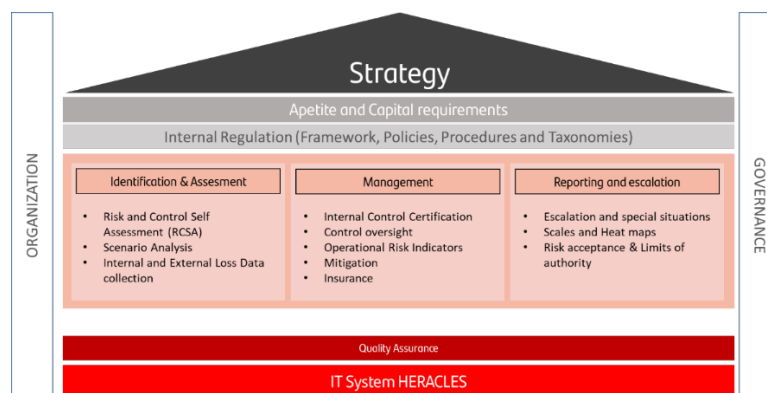 Strategy
Apetite and Capital requirements
Internal Regulation (Framework, Policies, Procedures and Taxonomies)
ORGANIZATION
Identification & Assesment
• Risk and Control Self
Assessment (RCSA)
• Scenario Analysis
• Internal and External Loss Data
collection
Management
• Internal Control Certification
• Control oversight
• Operational Risk Indicators
• Mitigation
• Insurance
Reporting and escalation
• Escalation and special situations
• Scales and Heat maps
• Risk acceptance & Limits of
authority
GOVERNANCE
Quality Assurance
IT System HERACLES